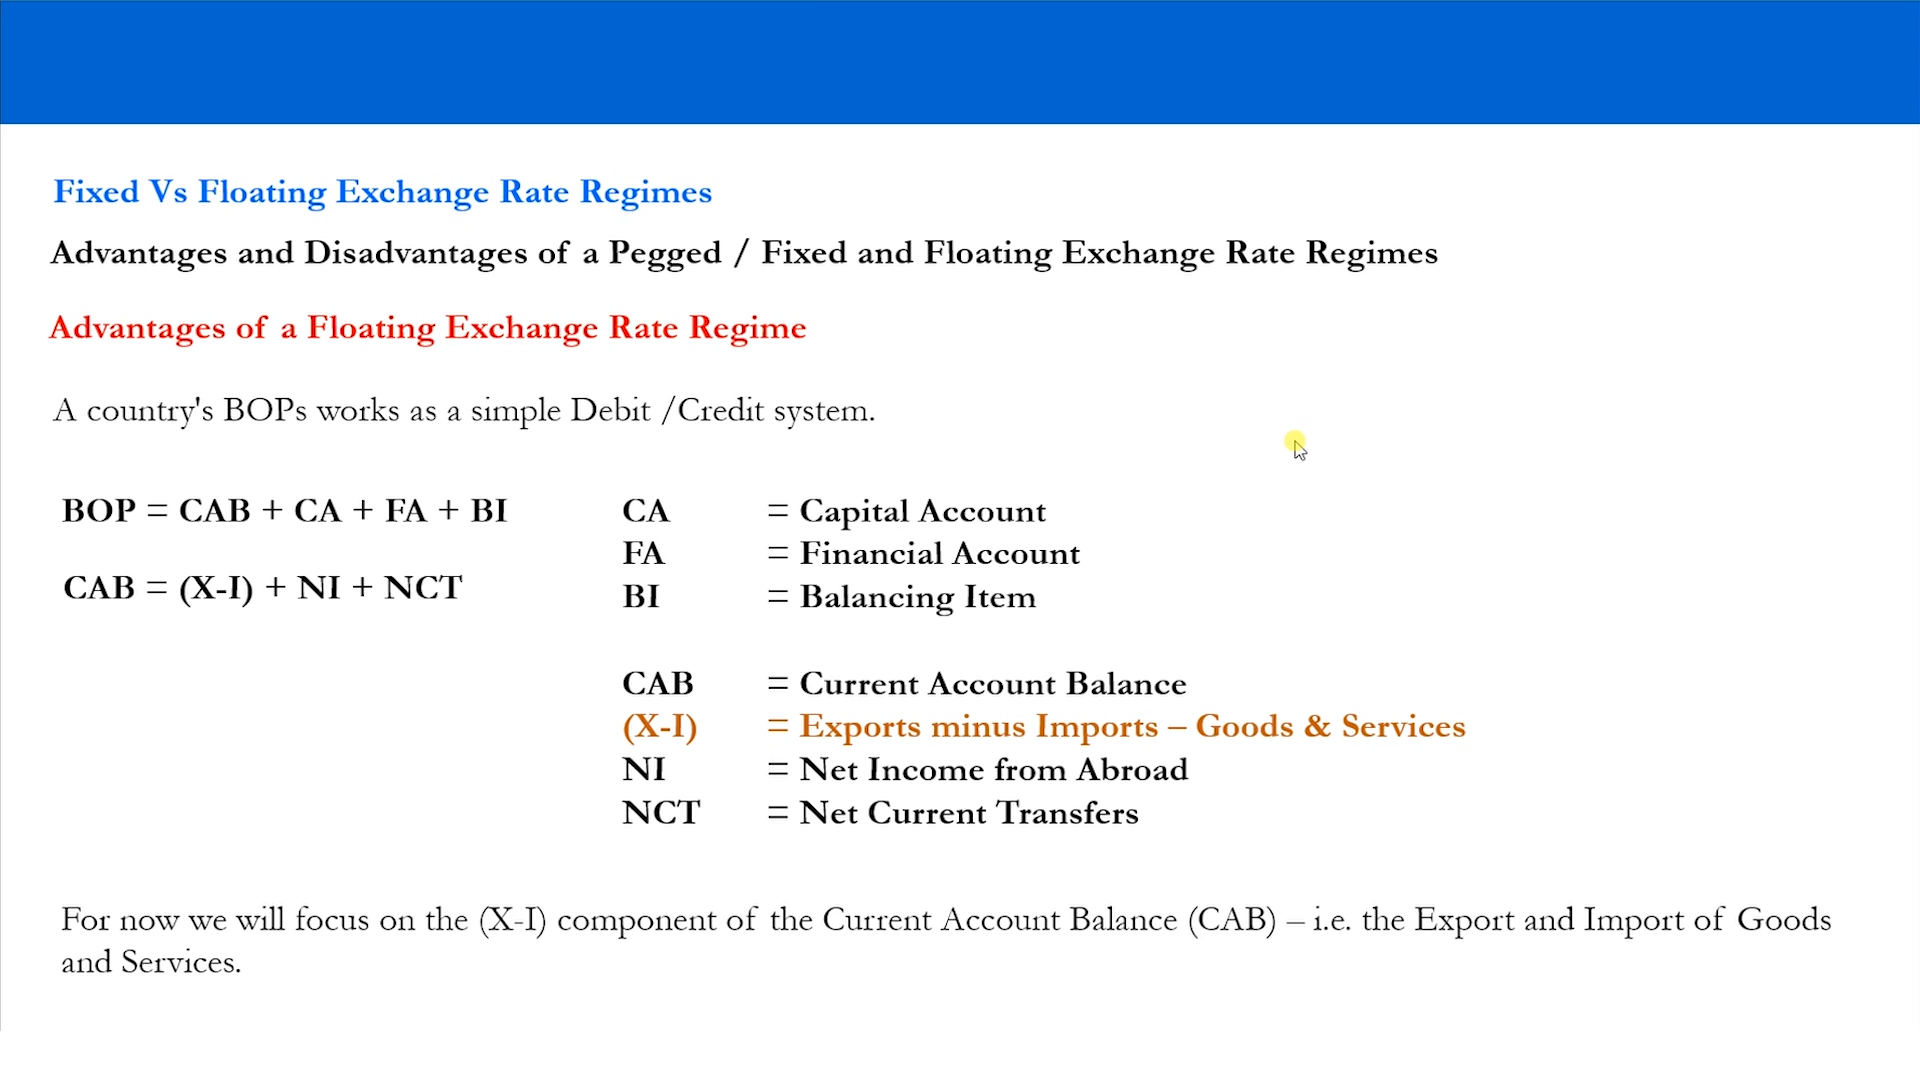 Fixed Vs Floating Exchange Rate Regimes
Advantages and Disadvantages of a Pegged / Fixed and Floating Exchange Rate Regimes
Advantages of a Floating Exchange Rate Regime
A country's BOPs works as a simple Debit /Credit system.
BOP = CAB + CA + FA + BI
CAB = (X-I) + NI + NCT
CA = Capital Account
FA = Financial Account
BI = Balancing Item
CAB = Current Account Balance
(X-I) = Exports minus Imports – Goods & Services
NI = Net Income from Abroad
NCT = Net Current Transfers
For now we will focus on the (X-I) component of the Current Account Balance (CAB) – i.e. the Export and Import of Goods
and Services.